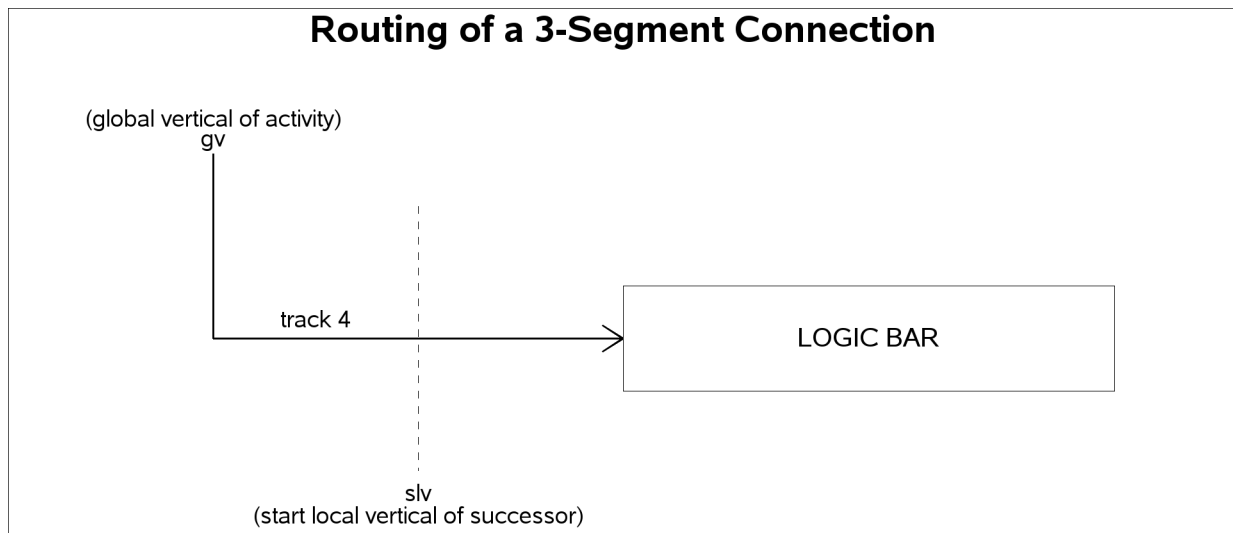 Routing of a 3-Segment Connection
(global vertical of activity)
gv
track 4
LOGIC BAR
slv
(start local vertical of successor)